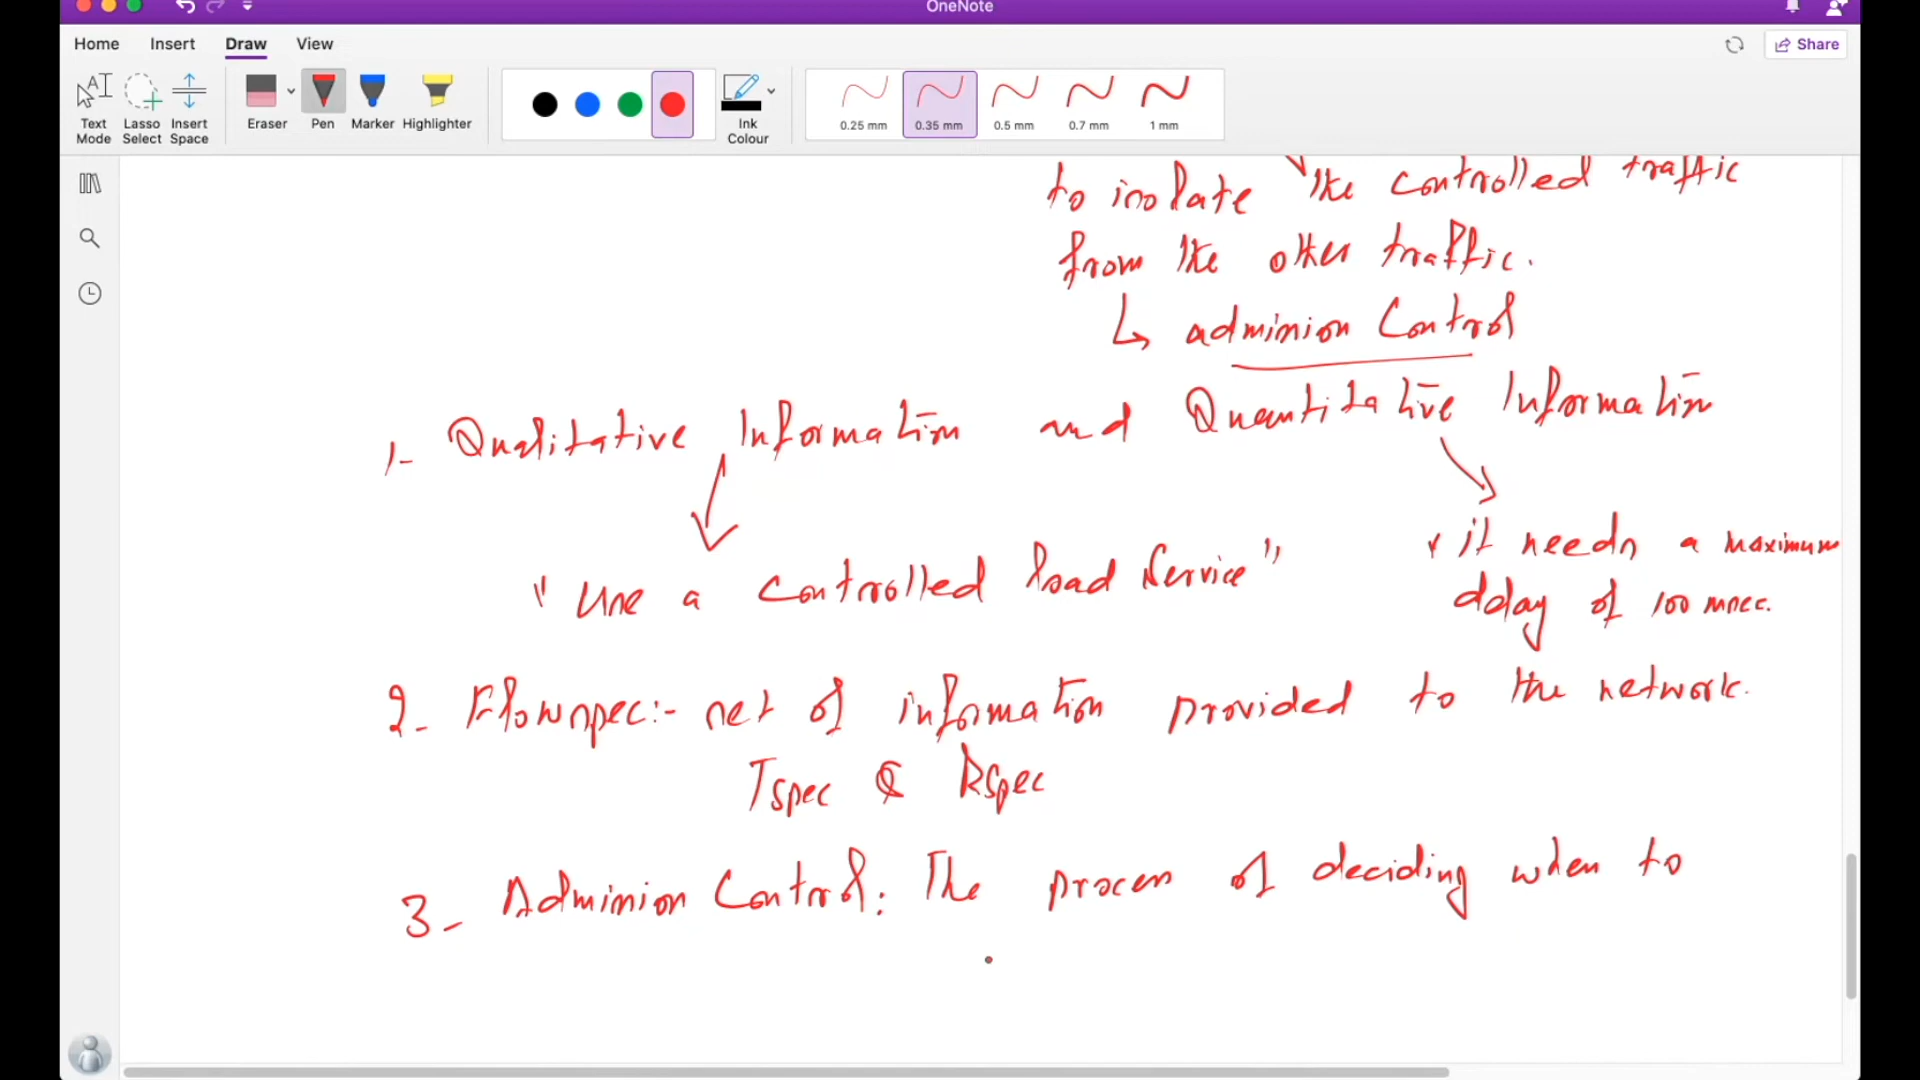 OneNote
Home Insert Draw View
Share
Text Mode
Lasso Select
Insert Space
Eraser
Pen
Marker
Highlighter
Ink Colour
0.25 mm
0.35 mm
0.5 mm
0.7 mm
1 mm
to isolate the controlled traffic
from the other traffic.
↳ admission Control
1- Qualitative Information and Quantitative Information
"Use a controlled load Service"
"it needs a maximum
delay of 100 msec.
2- Flowspec:- set of information provided to the network.
Tspec & RSpec
3- Admission Control: The process of deciding when to